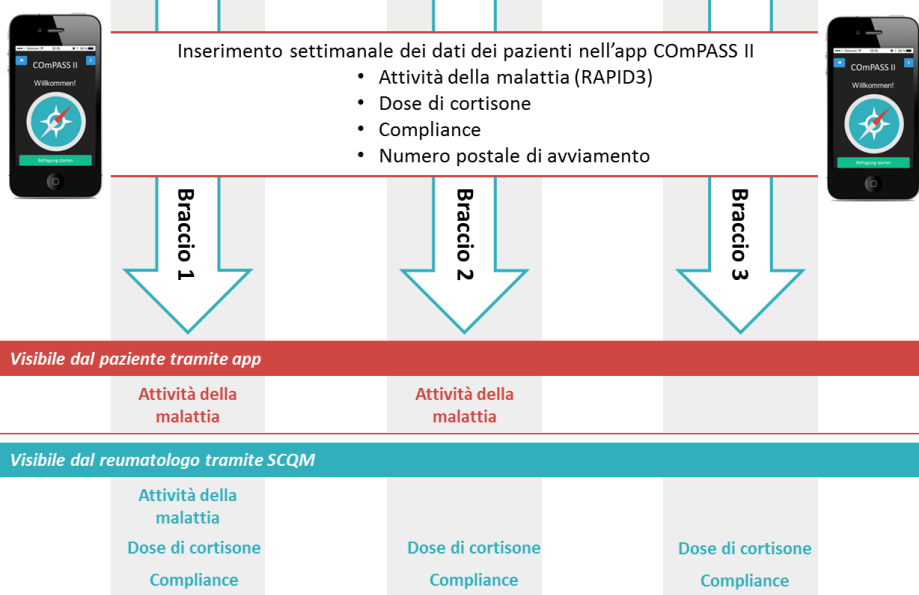 Inserimento settimanale dei dati dei pazienti nell'app COmPASS II
• Attività della malattia (RAPID3)
• Dose di cortisone
• Compliance
• Numero postale di avviamento
COmPASS II
Willkommen!
Befragung starten
COmPASS II
Willkommen!
Befragung starten
Braccio 1
Braccio 2
Braccio 3
Visibile dal paziente tramite app
Attività della
malattia
Attività della
malattia
Visibile dal reumatologo tramite SCQM
Attività della
malattia
Dose di cortisone
Dose di cortisone
Dose di cortisone
Compliance
Compliance
Compliance